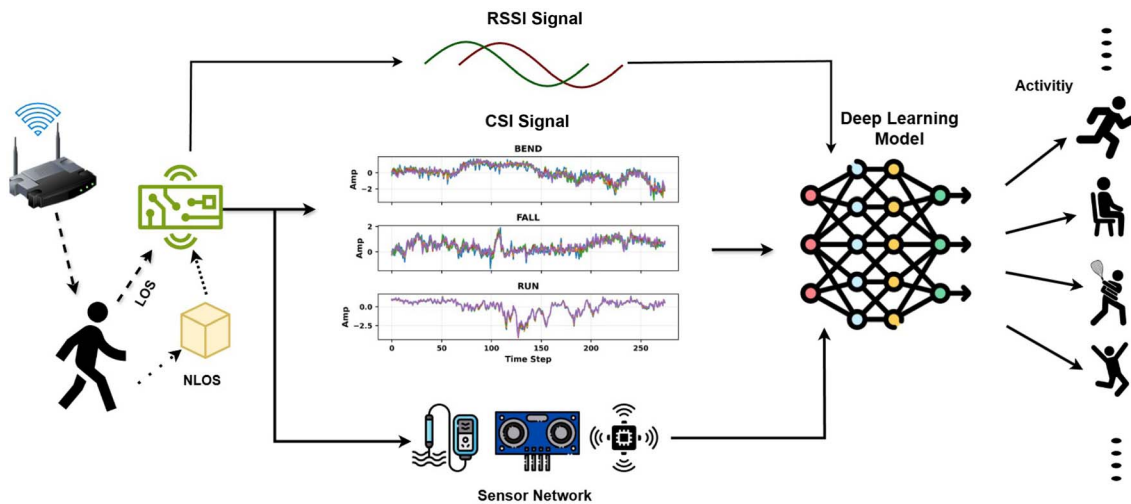 RSSI Signal
CSI Signal
BEND
Amp
0
−2
FALL
Amp
2
0
RUN
Amp
0.0
−2.5
0 50 100 150 200 250
Time Step
LOS
NLOS
Sensor Network
Deep Learning
Model
Activitiy